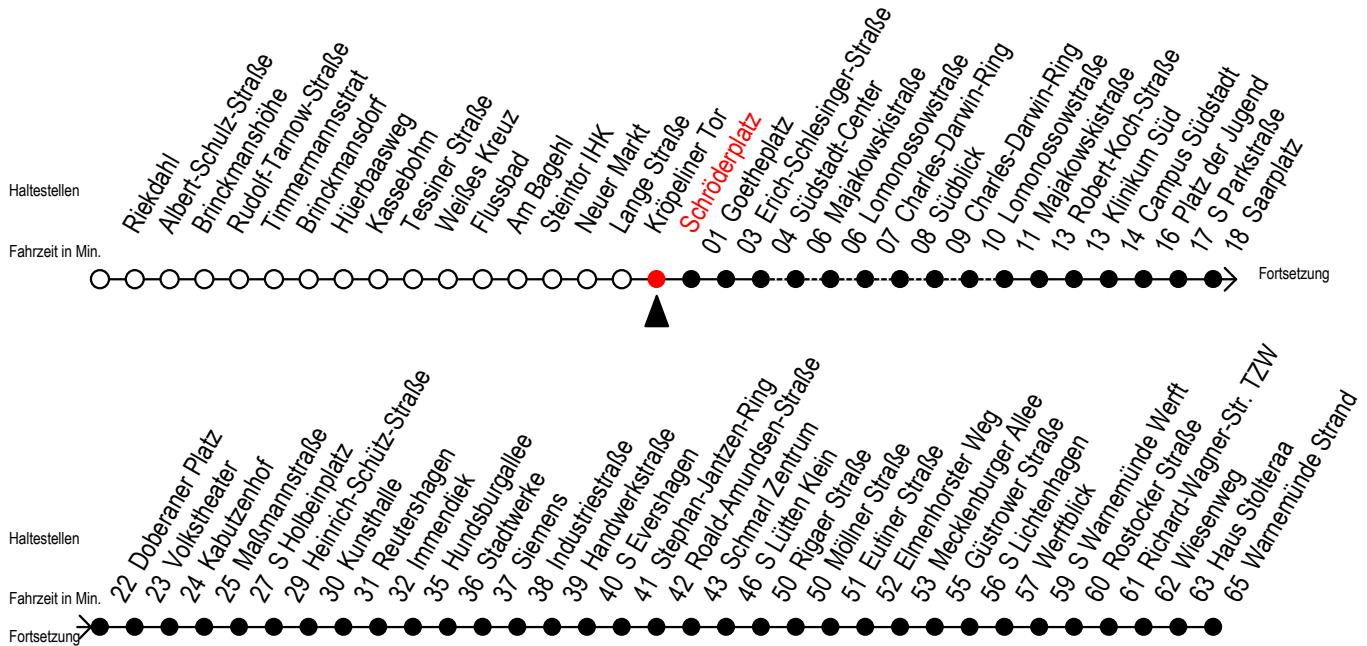 Haltestellen
Riekdahl
Albert-Schulz-Straße
Brinckmanshöhe
Rudolf-Tarnow-Straße
Timmermannsstrat
Brinckmansdorf
Hüerbaasweg
Kassebohm
Tessiner Straße
Weißes Kreuz
Flussbad
Am Bagehl
Steintor IHK
Neuer Markt
Lange Straße
Kröpeliner Tor
Schröderplatz
01 Goetheplatz
03 Erich-Schlesinger-Straße
04 Südstadt-Center
06 Majakowskistraße
06 Lomonossowstraße
07 Charles-Darwin-Ring
08 Südblick
09 Charles-Darwin-Ring
10 Lomonossowstraße
11 Majakowskistraße
13 Robert-Koch-Straße
13 Klinikum Süd
14 Campus Südstadt
16 Platz der Jugend
17 S Parkstraße
18 Saarplatz
Fahrzeit in Min.
Fortsetzung
Haltestellen
22 Doberaner Platz
23 Volkstheater
24 Kabutzenhof
25 Maßmannstraße
27 S Holbeinplatz
29 Heinrich-Schütz-Straße
30 Kunsthalle
31 Reutershagen
32 Immendiek
35 Hundsburgallee
36 Stadtwerke
37 Siemens
38 Industriestraße
39 Handwerkstraße
40 S Evershagen
41 Stephan-Jantzen-Ring
42 Roald-Amundsen-Straße
43 Schmarl Zentrum
46 S Lütten Klein
50 Rigaer Straße
50 Möllner Straße
51 Eutiner Straße
52 Elmenhorster Weg
53 Mecklenburger Allee
55 Güstrower Straße
56 S Lichtenhagen
57 Werftblick
59 S Warnemünde Werft
60 Rostocker Straße
61 Richard-Wagner-Str. TZW
62 Wiesenweg
63 Haus Stolteraa
65 Warnemünde Strand
Fahrzeit in Min.
Fortsetzung